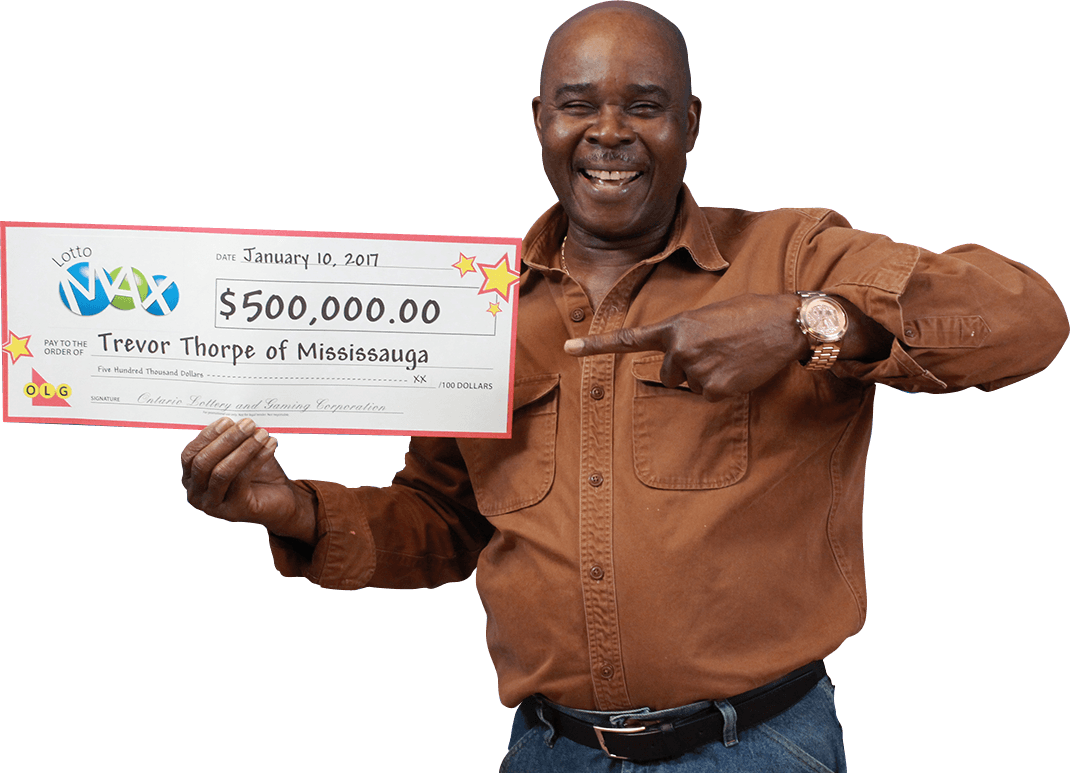 Lotto
MAX
DATE January 10, 2017
$500,000.00
PAY TO THE
ORDER OF Trevor Thorpe of Mississauga
Five Hundred Thousand Dollars xx /100 DOLLARS
OLG
SIGNATURE Ontario Lottery and Gaming Corporation